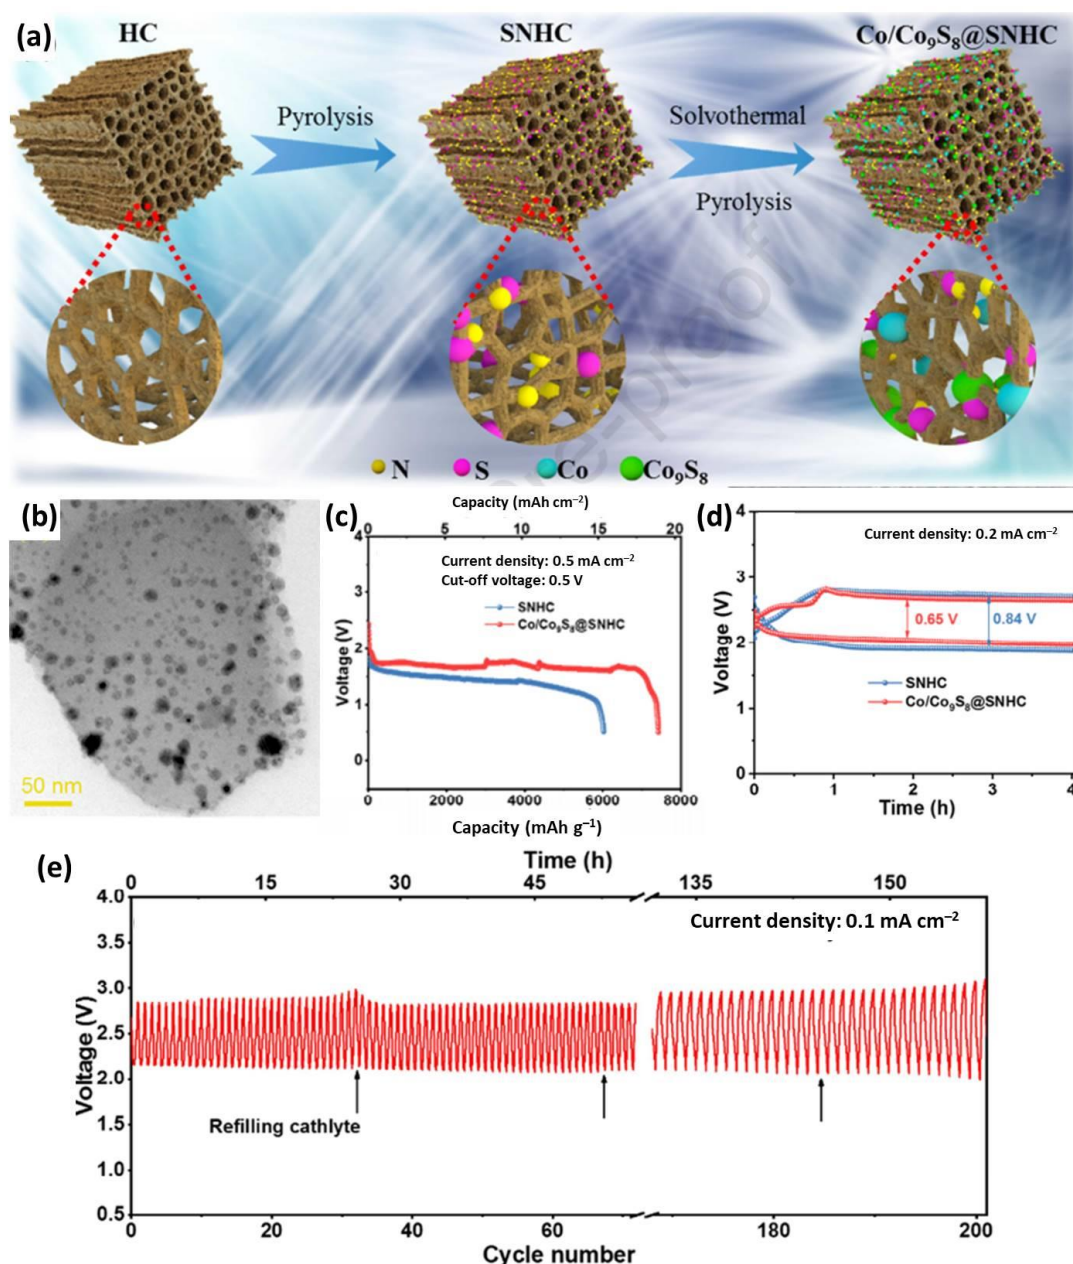 (a)
HC
SNHC
Co/Co₉S₈@SNHC
Pyrolysis
Solvothermal
Pyrolysis
N
S
Co
Co₉S₈
(b)
50 nm
(c)
Capacity (mAh cm⁻²)
0 5 10 15 20
Current density: 0.5 mA cm⁻²
Cut-off voltage: 0.5 V
SNHC
Co/Co₉S₈@SNHC
Voltage (V)
4
3
2
1
0
0 2000 4000 6000 8000
Capacity (mAh g⁻¹)
(d)
Current density: 0.2 mA cm⁻²
0.65 V
0.84 V
SNHC
Co/Co₉S₈@SNHC
Voltage (V)
4
3
2
1
0
0 1 2 3 4
Time (h)
(e)
Time (h)
0 15 30 45 135 150
Current density: 0.1 mA cm⁻²
Voltage (V)
4.0
3.5
3.0
2.5
2.0
1.5
1.0
0.5
Refilling cathlyte
0 20 40 60 180 200
Cycle number